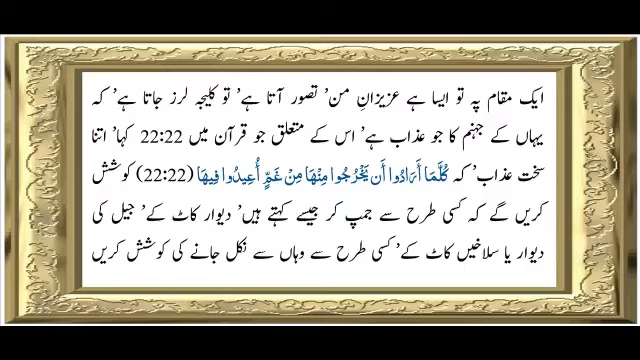 ایک مقام پہ تو ایسا ہے عزیزانِ من’ تصور آتا ہے’ تو کلیجہ لرز جاتا ہے’ کہ
یہاں کے جہنم کا جو عذاب ہے’ اس کے متعلق جو قرآن میں 22:22 کہا’ اتنا
سخت عذاب’ کہ كُلَّمَا أَرَادُوا أَن يَخْرُجُوا مِنْهَا مِنْ غَمٍّ أُعِيدُوا فِيهَا (22:22) کوشش
کریں گے کہ کسی طرح سے جمپ کر جیسے کہتے ہیں’ دیوار کاٹ کے’ جیل کی
دیوار یا سلاخیں کاٹ کے’ کسی طرح سے وہاں سے نکل جانے کی کوشش کریں